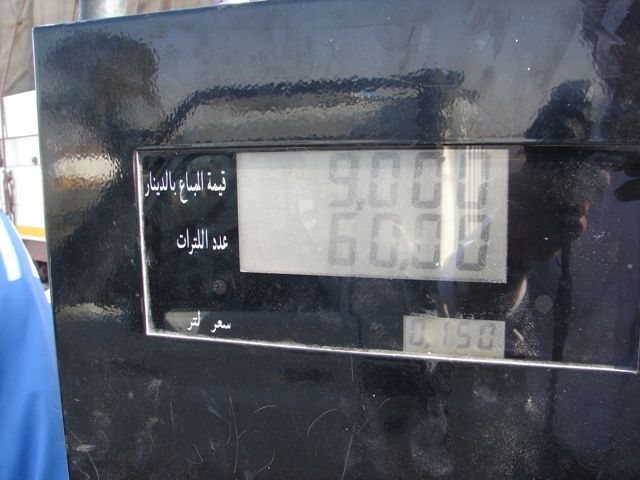 قيمة المباع بالدينار
9,000
عدد اللترات
60,00
سعر لتر
0,150